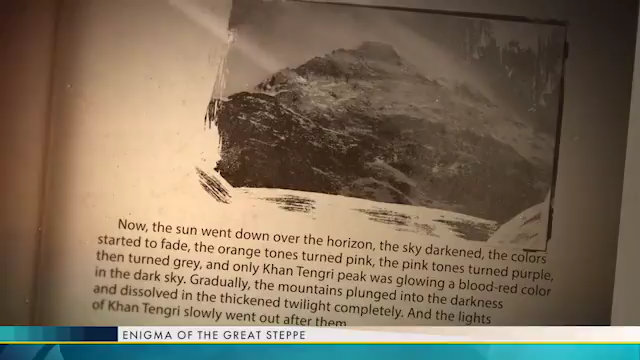 Now, the sun went down over the horizon, the sky darkened, the colors
started to fade, the orange tones turned pink, the pink tones turned purple,
then turned grey, and only Khan Tengri peak was glowing a blood-red color
in the dark sky. Gradually, the mountains plunged into the darkness
and dissolved in the thickened twilight completely. And the lights
of Khan Tengri slowly went out after them
ENIGMA OF THE GREAT STEPPE